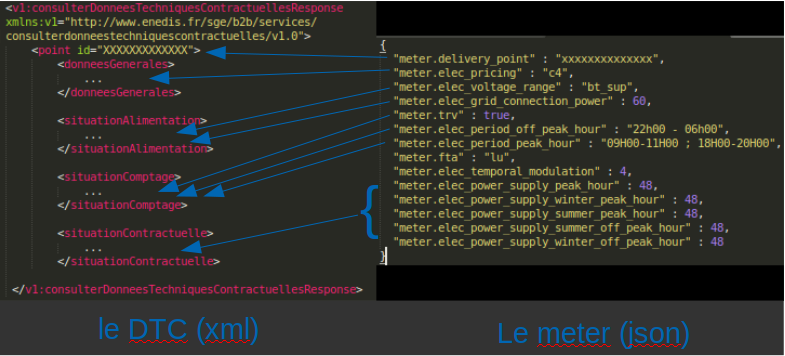 <v1:consulterDonneesTechniquesContractuellesResponse
xmlns:v1="http://www.enedis.fr/sge/b2b/services/
consulterdonneestechniquescontractuelles/v1.0">
<point id="XXXXXXXXXXXXX">
<donneesGenerales>
...
</donneesGenerales>
<situationAlimentation>
...
</situationAlimentation>
<situationComptage>
...
</situationComptage>
<situationContractuelle>
...
</situationContractuelle>
</v1:consulterDonneesTechniquesContractuellesResponse>
{
"meter.delivery_point" : "xxxxxxxxxxxxxx",
"meter.elec_pricing" : "c4",
"meter.elec_voltage_range" : "bt_sup",
"meter.elec_grid_connection_power" : 60,
"meter.trv" : true,
"meter.elec_period_off_peak_hour" : "22h00 - 06h00",
"meter.elec_period_peak_hour" : "09H00-11H00 ; 18H00-20H00",
"meter.fta" : "lu",
"meter.elec_temporal_modulation" : 4,
"meter.elec_power_supply_peak_hour" : 48,
"meter.elec_power_supply_winter_peak_hour" : 48,
"meter.elec_power_supply_summer_peak_hour" : 48,
"meter.elec_power_supply_summer_off_peak_hour" : 48,
"meter.elec_power_supply_winter_off_peak_hour" : 48
}
le DTC (xml)
Le meter (json)